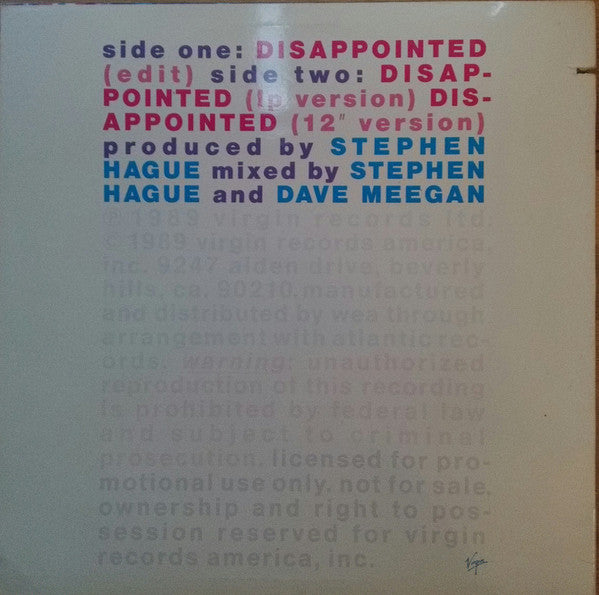 side one: DISAPPOINTED
(edit) side two: DISAP-
POINTED (lp version) DIS-
APPOINTED (12" version)
produced by STEPHEN
HAGUE mixed by STEPHEN
HAGUE and DAVE MEEGAN
℗ 1989 virgin records ltd.
© 1989 virgin records america,
inc. 9247 alden drive, beverly
hills, ca. 90210. manufactured
and distributed by wea through
arrangement with atlantic rec-
ords. warning: unauthorized
reproduction of this recording
is prohibited by federal law
and subject to criminal
prosecution. licensed for pro-
motional use only. not for sale.
ownership and right to pos-
session reserved for virgin
records america, inc.
Virgin